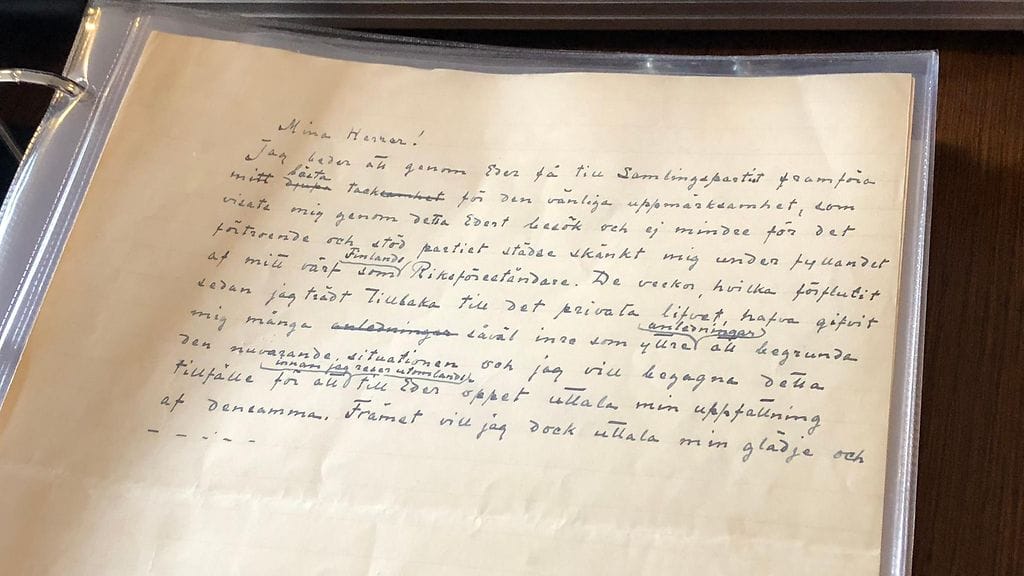 Mina Herrar!
Jag beder att genom Eder få till Samlingspartiet framföra
bästa
mitt djupa tacksamhet för den vänliga uppmärksamhet, som
visats mig genom detta Edert besök och ej mindre för det
förtroende och stöd partiet städse skänkt mig under fyllandet
Finlands
af mitt värf som Riksföreståndare. De veckor, hvilka förflutit
sedan jag trädt tillbaka till det privata lifvet, hafva gifvit
anledningar
mig många anledningar såväl inre som yttre att begrunda
den nuvarande situationen och jag vill begagna detta
innan jag reser utomlands
tillfälle för att till Eder öppet uttala min uppfattning
af densamma. Främst vill jag dock uttala min glädje och